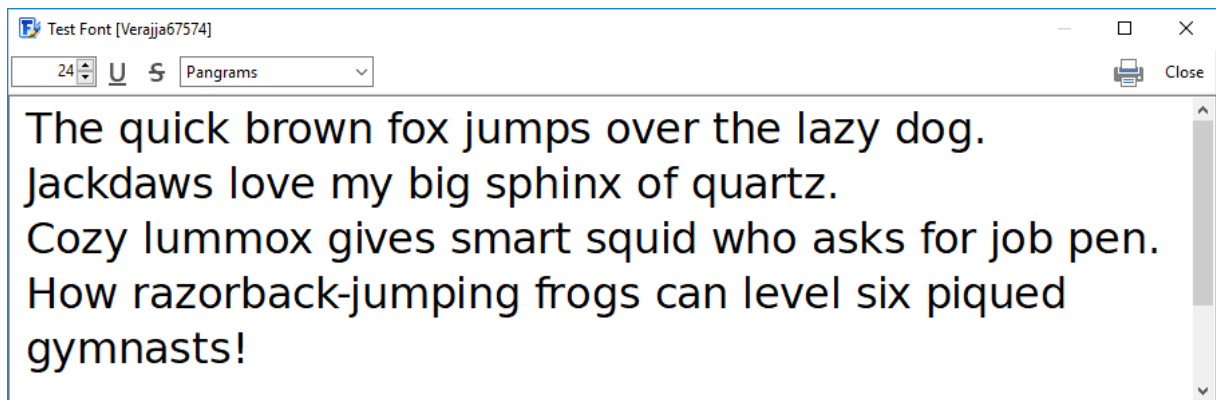 Test Font [Verajja67574]
24 U S Pangrams Close
The quick brown fox jumps over the lazy dog.
Jackdaws love my big sphinx of quartz.
Cozy lummox gives smart squid who asks for job pen.
How razorback-jumping frogs can level six piqued
gymnasts!